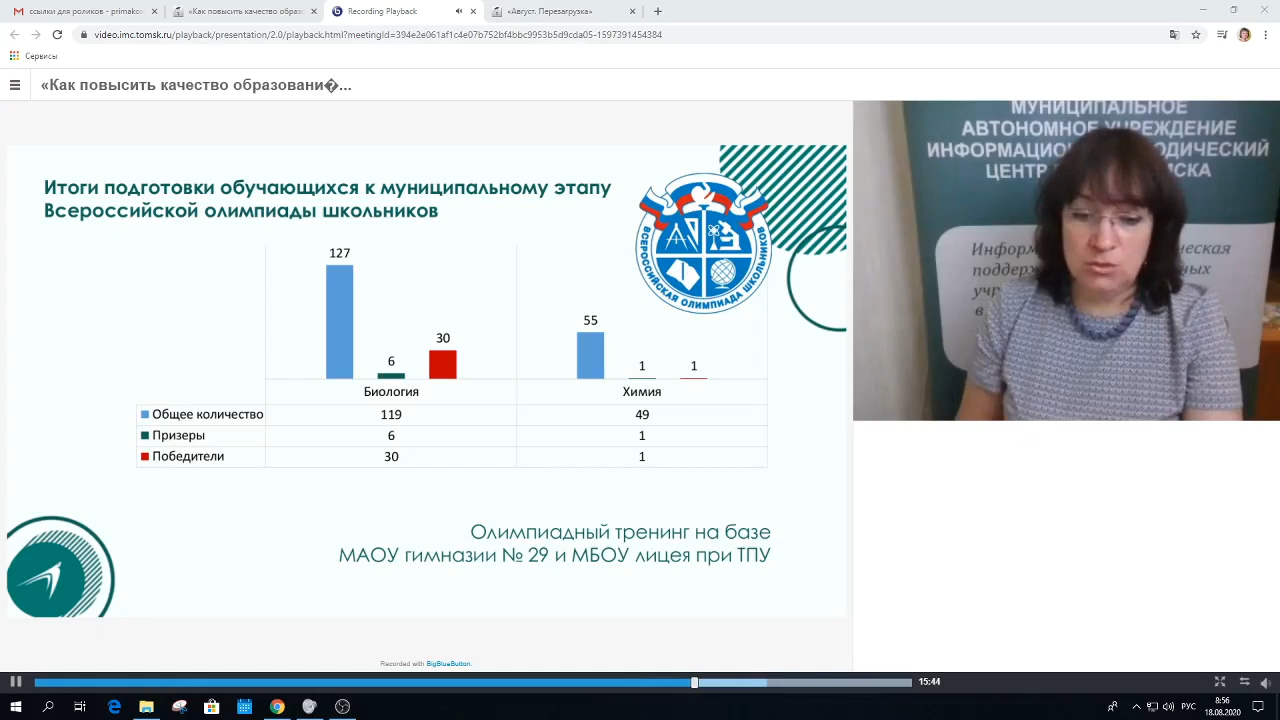 ссылки для роликов - primakov
«Как повысить качество образо
Recording Playback
«Август. Перезагрузка»
video.imc.tomsk.ru/playback/presentation/2.0/playback.html?meetingId=394e2e061af1c4e07b752bf4bbc9953b5d9cda05-1597391454384
Сервисы
«Как повысить качество образовани�...
Итоги подготовки обучающихся к муниципальному этапу
Всероссийской олимпиады школьников
ВСЕРОССИЙСКАЯ ОЛИМПИАДА ШКОЛЬНИКОВ
127
6
30
55
1
1
Биология
Химия
Общее количество 119 49
Призеры 6 1
Победители 30 1
Олимпиадный тренинг на базе
МАОУ гимназии № 29 и МБОУ лицея при ТПУ
МУНИЦИПАЛЬНОЕ
АВТОНОМНОЕ УЧРЕЖДЕНИЕ
Recorded with BigBlueButton.
15:44
РУС
8:56
18.08.2020